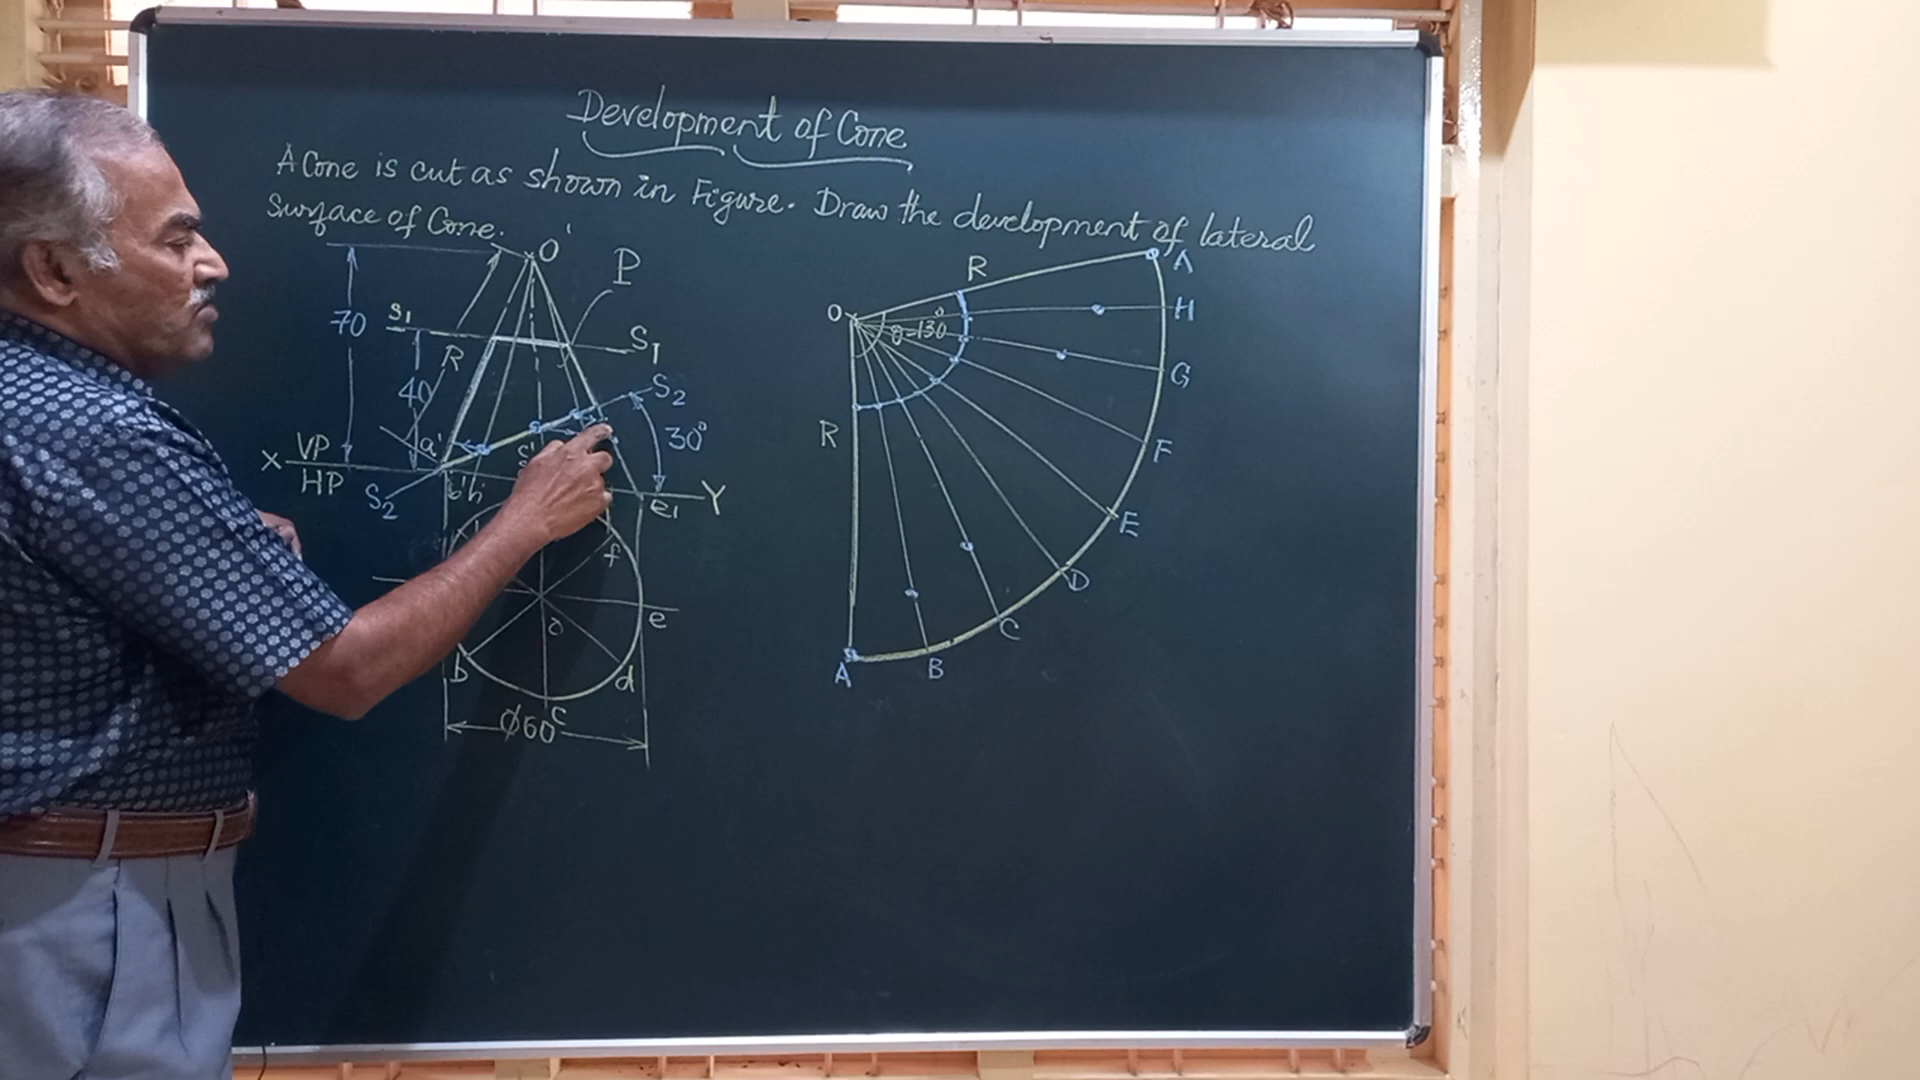 Development of Cone
A Cone is cut as shown in Figure. Draw the development of lateral
Surface of Cone.
O'
P
70
S1
S1
R
40
S2
a'
30°
X VP
HP
S2
b'h'
e1 Y
f
o
e
b
d
c
ϕ60
R
A
O
θ=130°
H
G
R
F
E
D
C
A
B